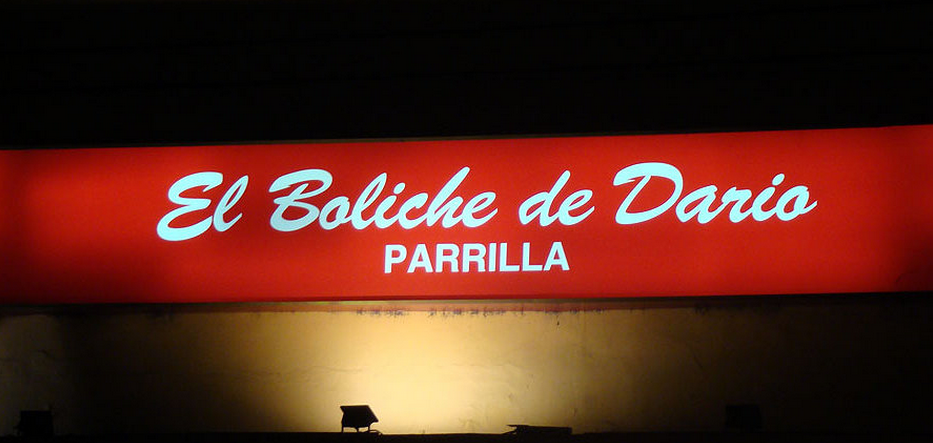 El Boliche de Dario
PARRILLA